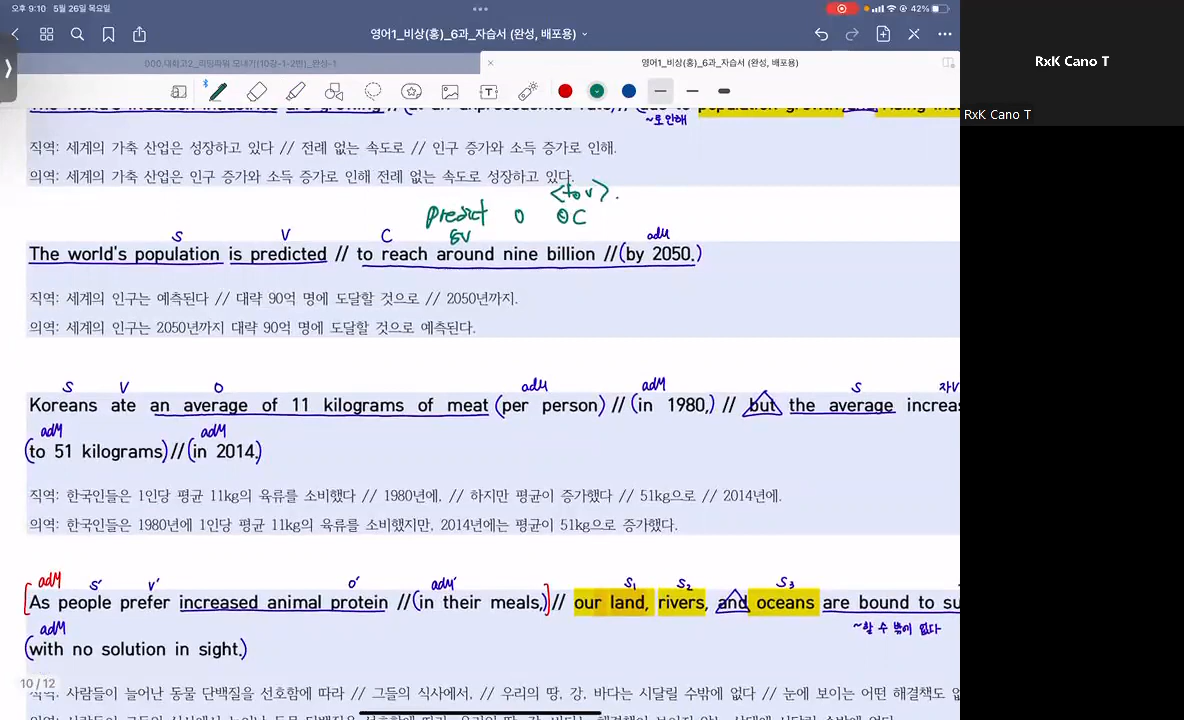 오후 9:10 5월 26일 목요일
42%
영어1_비상(홍)_6과_자습서 (완성, 배포용)
영어1_비상(홍)_6과_자습서 (완성, 배포용)
RxK Cano T
RxK Cano T
~로인해
직역: 세계의 가축 산업은 성장하고 있다 // 전례 없는 속도로 // 인구 증가와 소득 증가로 인해.
의역: 세계의 가축 산업은 인구 증가와 소득 증가로 인해 전례 없는 속도로 성장하고 있다.
<to v>.
predict O OC
S V C 5V adM
The world's population is predicted // to reach around nine billion //(by 2050.)
직역: 세계의 인구는 예측된다 // 대략 90억 명에 도달할 것으로 // 2050년까지.
의역: 세계의 인구는 2050년까지 대략 90억 명에 도달할 것으로 예측된다.
S V O adM adM S 자V
Koreans ate an average of 11 kilograms of meat (per person) // (in 1980,) // but the average increas
adM adM
(to 51 kilograms)//(in 2014.)
직역: 한국인들은 1인당 평균 11kg의 육류를 소비했다 // 1980년에, // 하지만 평균이 증가했다 // 51kg으로 // 2014년에.
의역: 한국인들은 1980년에 1인당 평균 11kg의 육류를 소비했지만, 2014년에는 평균이 51kg으로 증가했다.
adM S' V' O' adM' S1 S2 S3
[As people prefer increased animal protein //(in their meals,)]// our land, rivers, and oceans are bound to su
adM ~할 수 밖에 없다
(with no solution in sight.)
10 / 12
직역: 사람들이 늘어난 동물 단백질을 선호함에 따라 // 그들의 식사에서, // 우리의 땅, 강, 바다는 시달릴 수밖에 없다 // 눈에 보이는 어떤 해결책도 없